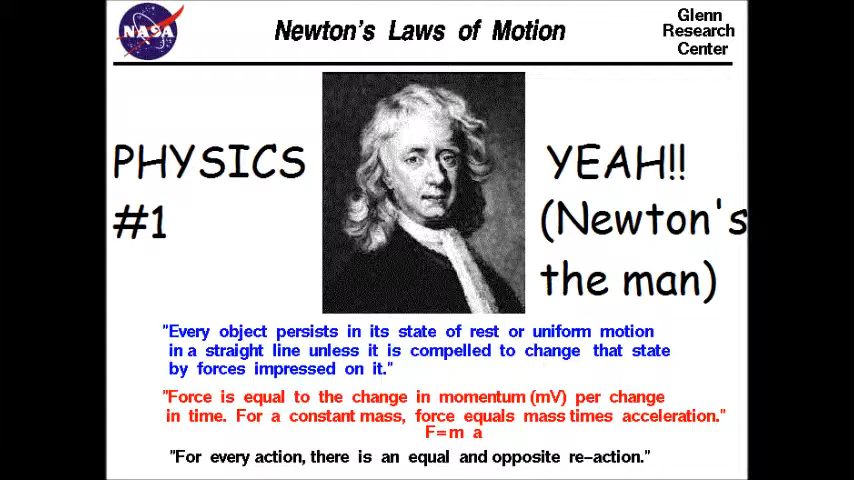 NASA
Newton's Laws of Motion
Glenn
Research
Center
PHYSICS
#1
YEAH!!
(Newton's
the man)
"Every object persists in its state of rest or uniform motion
in a straight line unless it is compelled to change that state
by forces impressed on it."
"Force is equal to the change in momentum (mV) per change
in time. For a constant mass, force equals mass times acceleration."
F=m a
"For every action, there is an equal and opposite re-action."